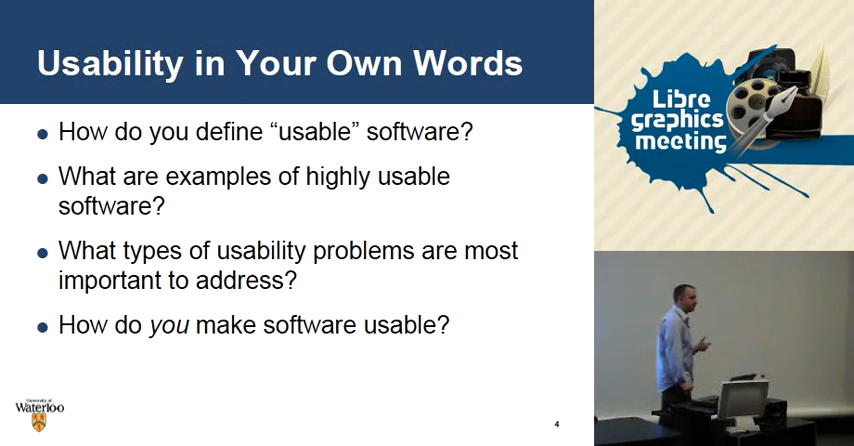 Usability in Your Own Words
• How do you define “usable” software?
• What are examples of highly usable
software?
• What types of usability problems are most
important to address?
• How do you make software usable?
University of
Waterloo
4
Libre
graphics
meeting